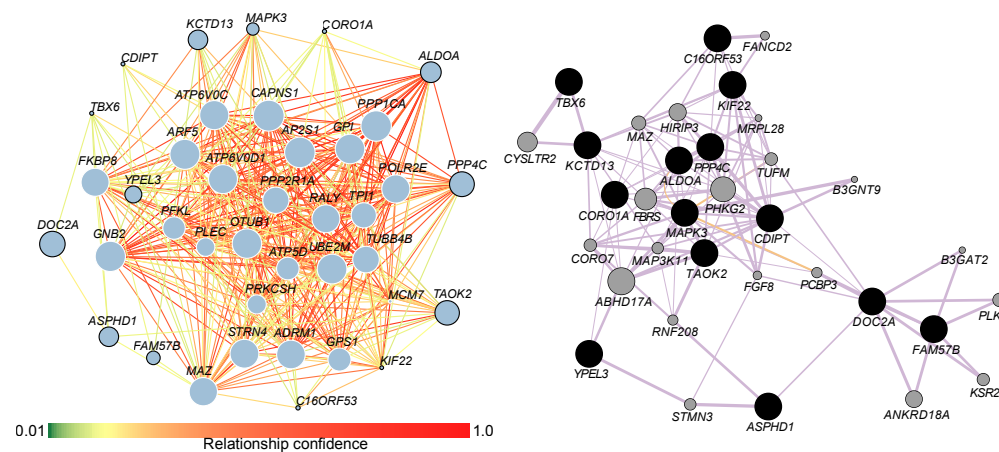 MAPK3
CORO1A
KCTD13
CDIPT
ALDOA
ATP6V0C
CAPNS1
TBX6
PPP1CA
ARF5
AP2S1
GPI
FKBP8
ATP6V0D1
POLR2E
PPP4C
YPEL3
PPP2R1A
RALY
TPI1
PFKL
DOC2A
PLEC
OTUB1
GNB2
ATP5D
UBE2M
TUBB4B
PRKCSH
MCM7
TAOK2
ASPHD1
STRN4
ADRM1
GPS1
FAM57B
KIF22
MAZ
C16ORF53
0.01
1.0
Relationship confidence
C16ORF53
FANCD2
TBX6
KIF22
MAZ
HIRIP3
MRPL28
CYSLTR2
KCTD13
PPP4C
TUFM
ALDOA
B3GNT9
CORO1A
FBRS
PHKG2
MAPK3
CDIPT
CORO7
MAP3K11
TAOK2
B3GAT2
ABHD17A
FGF8
PCBP3
PLK
DOC2A
RNF208
FAM57B
YPEL3
KSR2
STMN3
ASPHD1
ANKRD18A